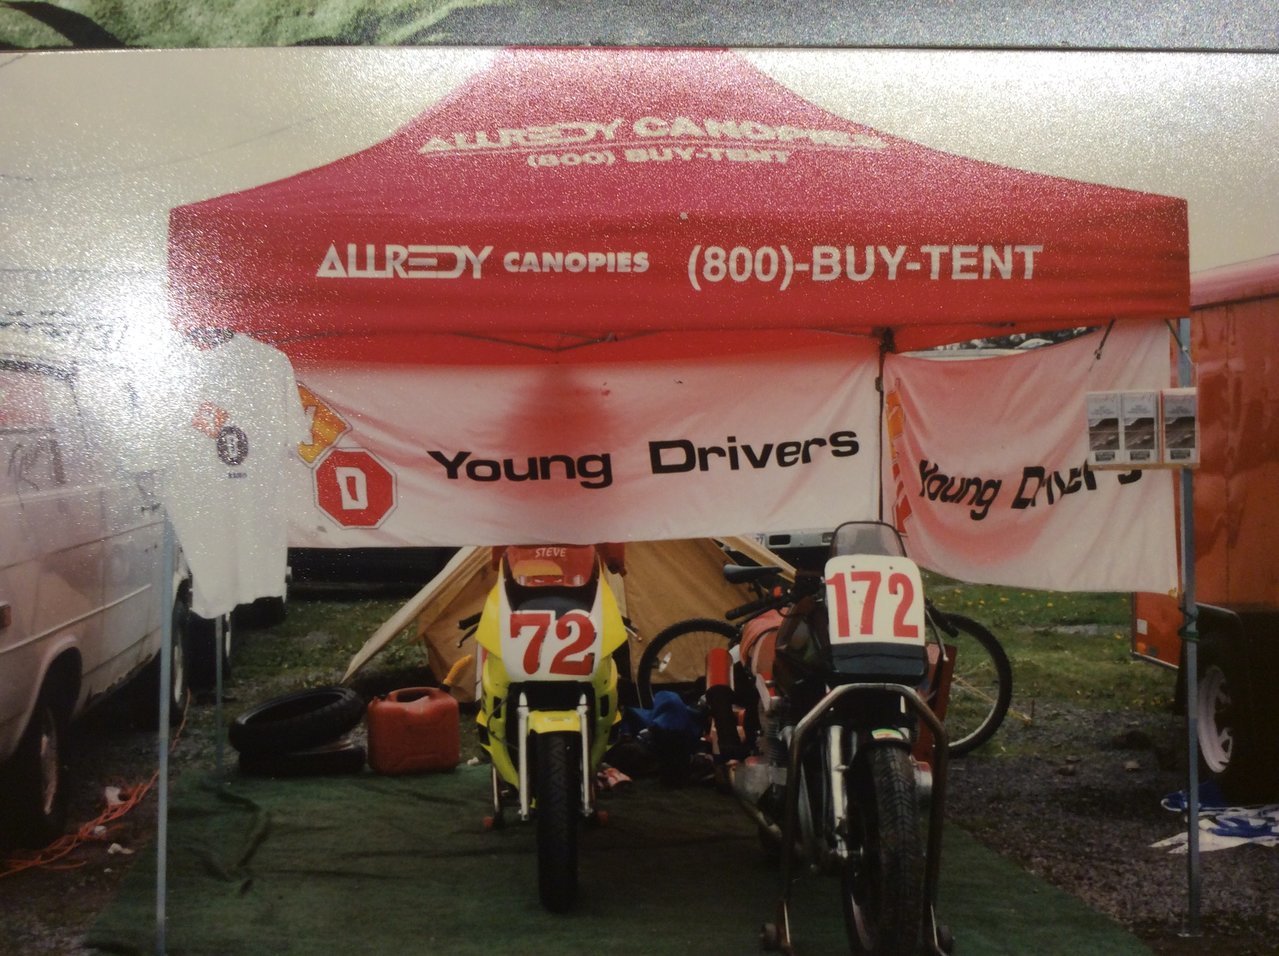 ALLREDY CANOPIES
(800) BUY-TENT
ALLREDY CANOPIES (800)-BUY-TENT
D Young Drivers
Young Drivers
STEVE
72
172